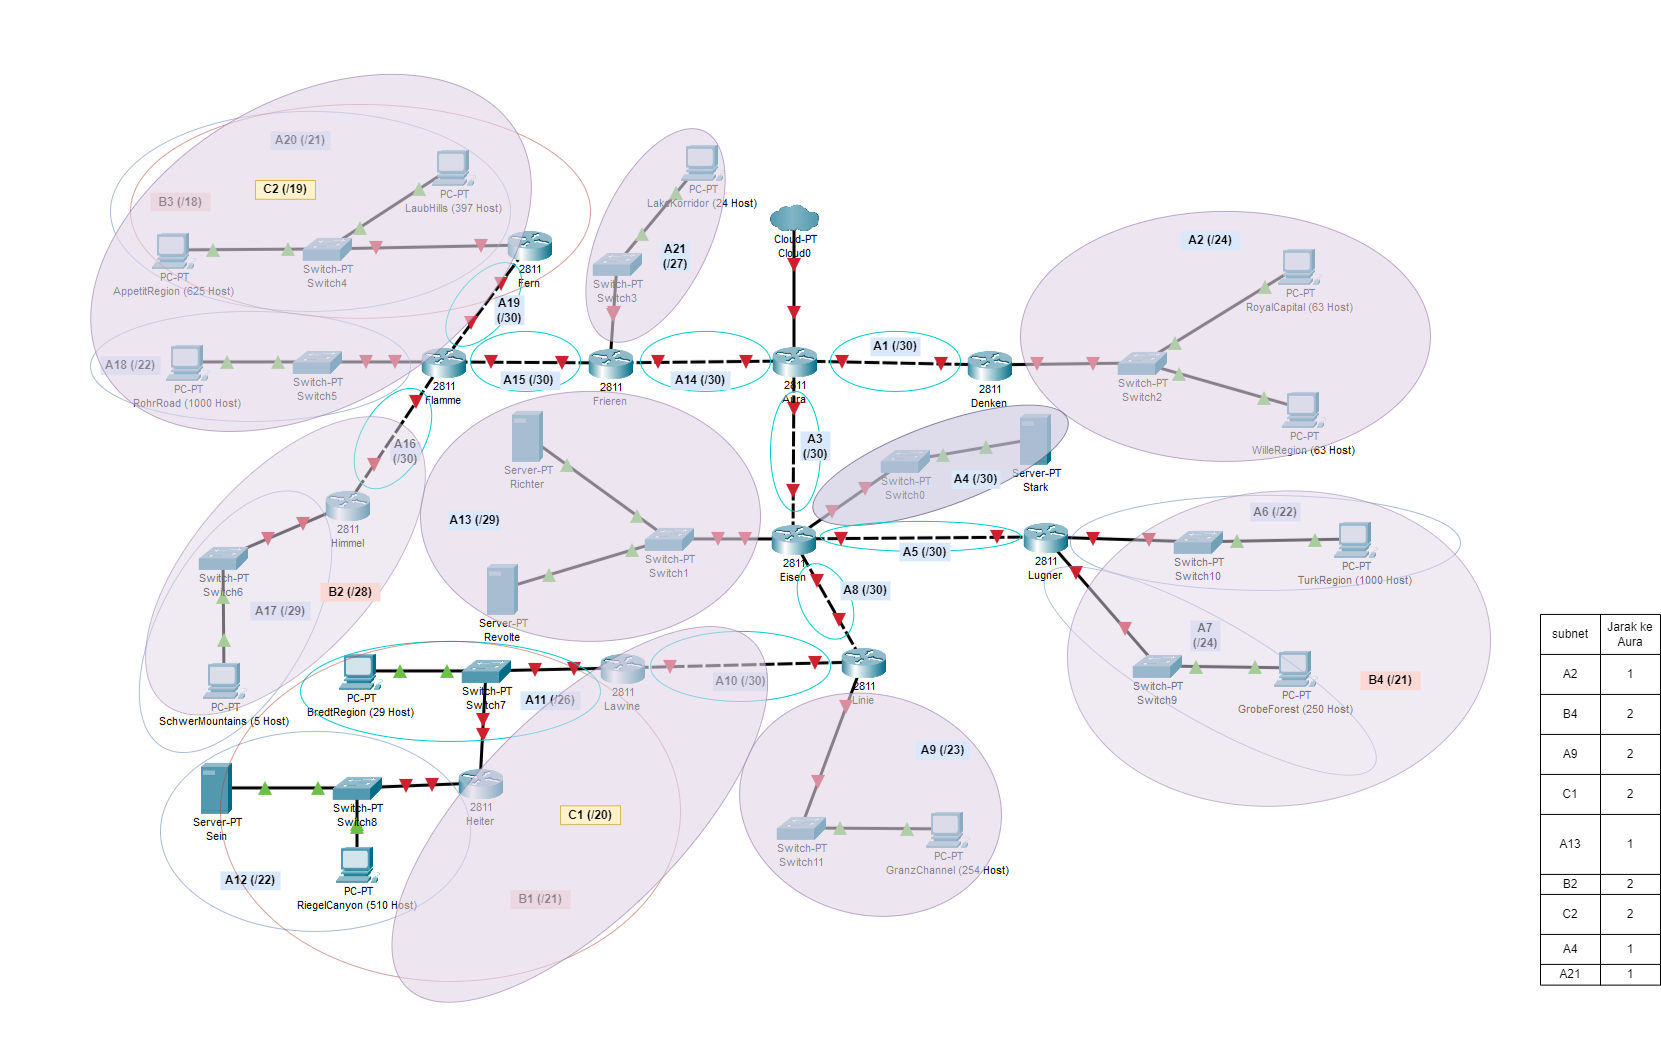 A20 (/21)
C2 (/19)
B3 (/18)
PC-PT
LaubHills (397 Host)
PC-PT
AppetitRegion (625 Host)
Switch-PT
Switch4
2811
Fern
A19
(/30)
A18 (/22)
PC-PT
RohrRoad (1000 Host)
Switch-PT
Switch5
2811
Flamme
A15 (/30)
2811
Frieren
A14 (/30)
PC-PT
LakeKorridor (24 Host)
A21
(/27)
Switch-PT
Switch3
Cloud-PT
Cloud0
2811
Aura
A1 (/30)
2811
Denken
A2 (/24)
PC-PT
RoyalCapital (63 Host)
Switch-PT
Switch2
PC-PT
WilleRegion (63 Host)
A16
(/30)
2811
Himmel
Switch-PT
Switch6
B2 (/28)
A17 (/29)
PC-PT
SchwerMountains (5 Host)
Server-PT
Richter
A13 (/29)
Switch-PT
Switch1
Server-PT
Revolte
A3
(/30)
Switch-PT
Switch0
A4 (/30)
Server-PT
Stark
2811
Eisen
A5 (/30)
2811
Lugner
A6 (/22)
Switch-PT
Switch10
PC-PT
TurkRegion (1000 Host)
A7
(/24)
Switch-PT
Switch9
PC-PT
GrobeForest (250 Host)
B4 (/21)
A8 (/30)
2811
Linie
A10 (/30)
2811
Lawine
A11 (/26)
Switch-PT
Switch7
PC-PT
BredtRegion (29 Host)
A9 (/23)
Switch-PT
Switch11
PC-PT
GranzChannel (254 Host)
Server-PT
Sein
Switch-PT
Switch8
2811
Heiter
C1 (/20)
A12 (/22)
PC-PT
RiegelCanyon (510 Host)
B1 (/21)
subnet Jarak ke
Aura
A2 1
B4 2
A9 2
C1 2
A13 1
B2 2
C2 2
A4 1
A21 1